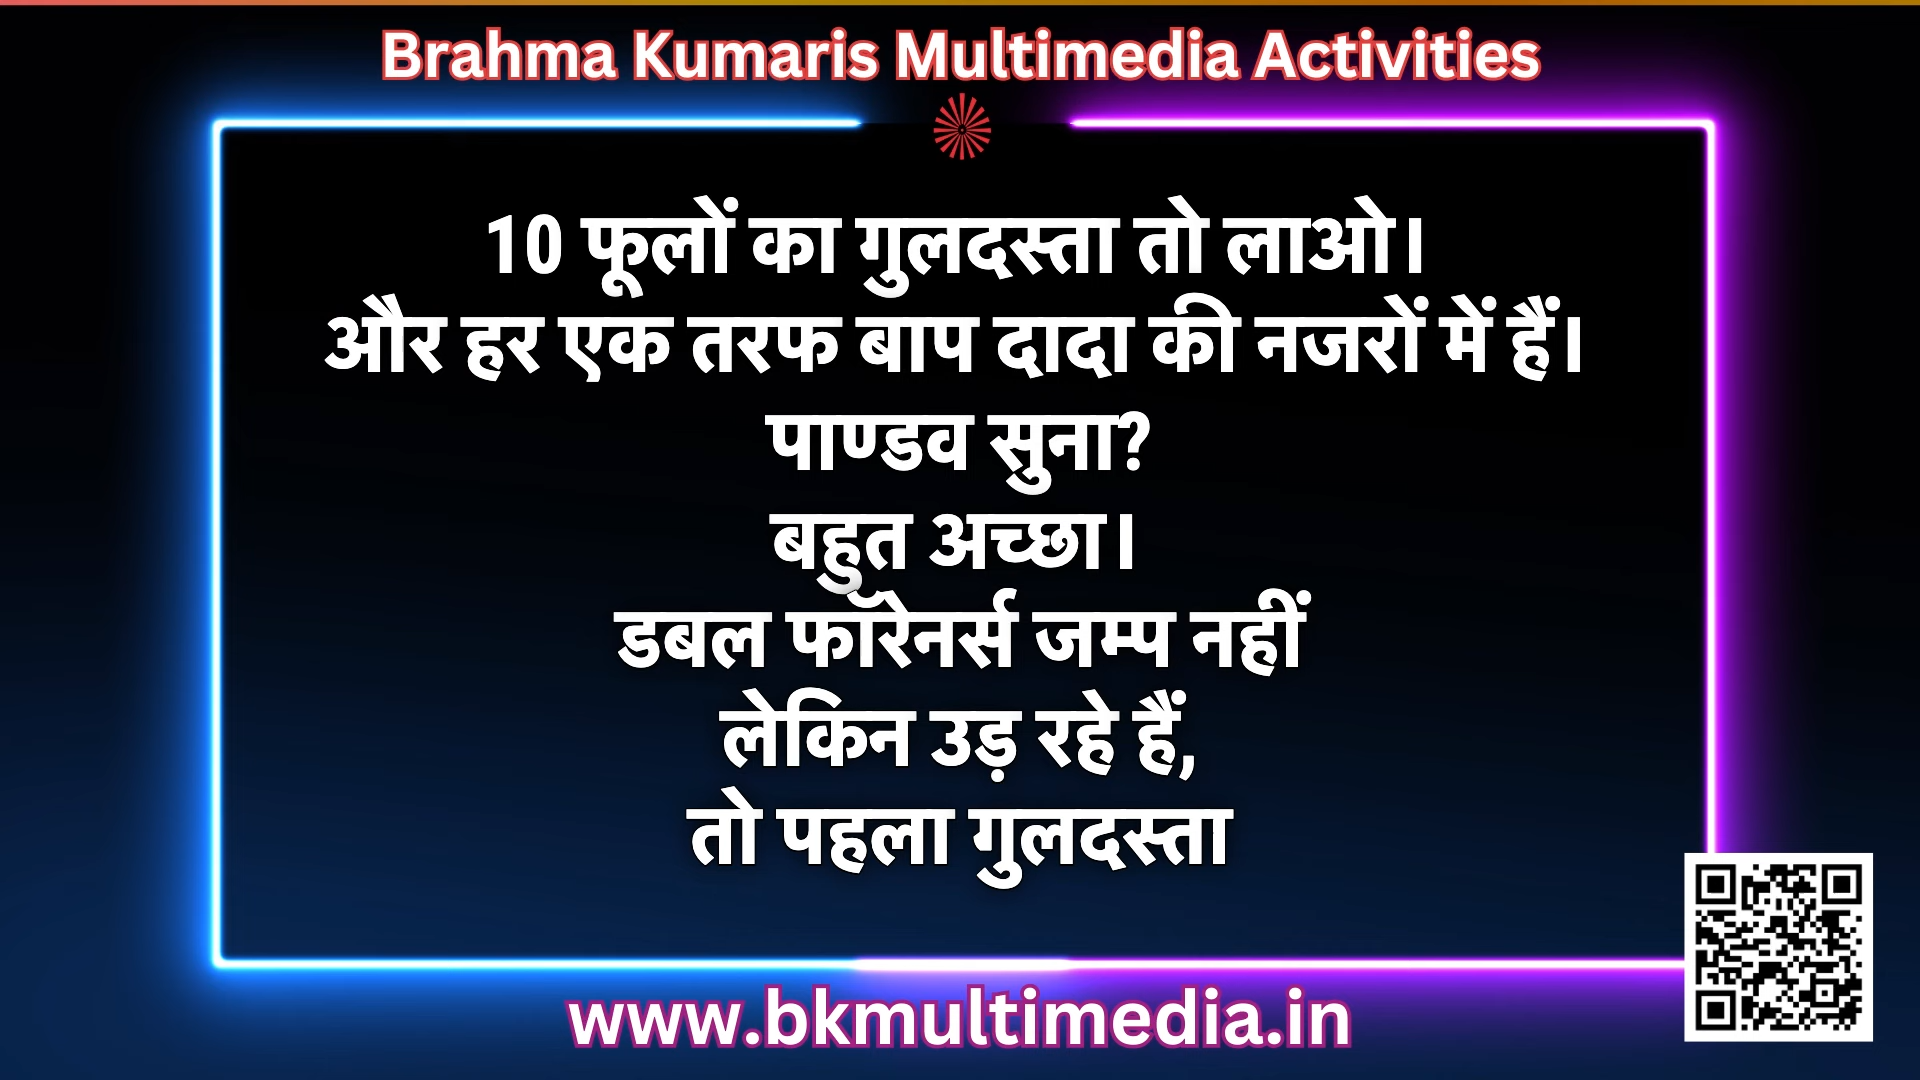 Brahma Kumaris Multimedia Activities
10 फूलों का गुलदस्ता तो लाओ।
और हर एक तरफ बाप दादा की नजरों में हैं।
पाण्डव सुना?
बहुत अच्छा।
डबल फॉरेनर्स जम्प नहीं
लेकिन उड़ रहे हैं,
तो पहला गुलदस्ता
www.bkmultimedia.in